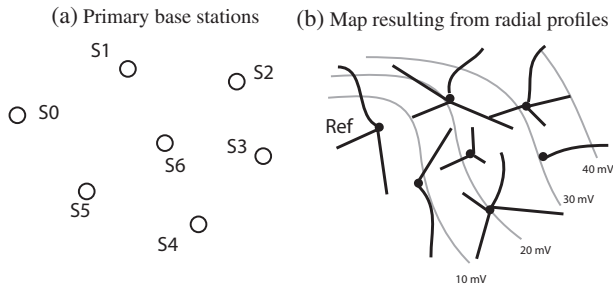 (a) Primary base stations
S1
S2
S0
S3
S6
S5
S4
(b) Map resulting from radial profiles
Ref
40 mV
30 mV
20 mV
10 mV